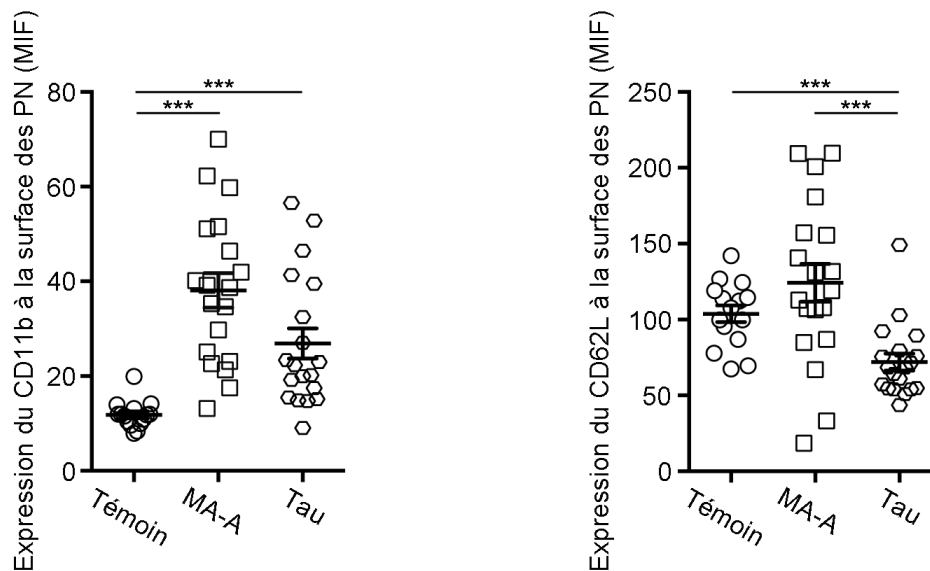 Expression du CD11b à la surface des PN (MIF)
***
***
80
60
40
20
0
Témoin
MA-A
Tau
Expression du CD62L à la surface des PN (MIF)
***
***
250
200
150
100
50
0
Témoin
MA-A
Tau